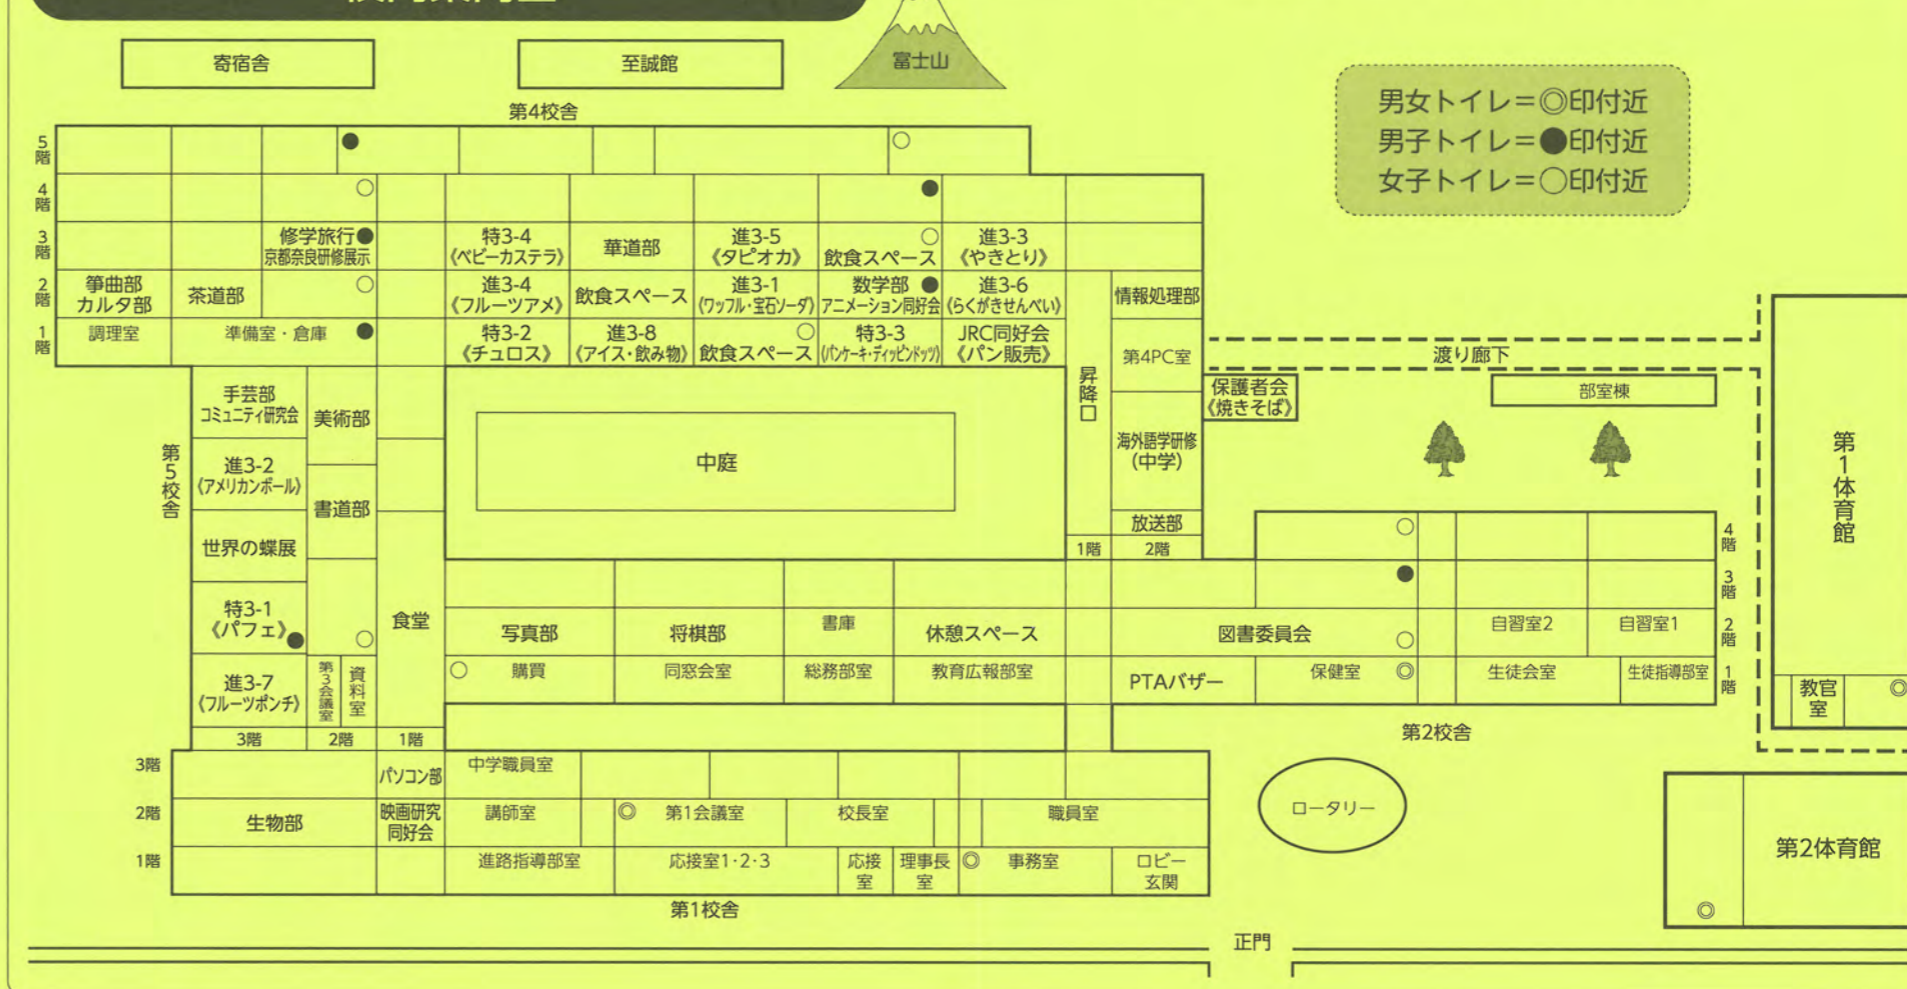 寄宿舎
至誠館
富士山
男女トイレ＝◎印付近
男子トイレ＝●印付近
女子トイレ＝○印付近
第4校舎
5階
4階
3階
修学旅行●
京都奈良研修展示
特3-4
《ベビーカステラ》
華道部
進3-5
《タピオカ》
飲食スペース
進3-3
《やきとり》
2階
箏曲部
カルタ部
茶道部
進3-4
《フルーツアメ》
飲食スペース
進3-1
《ワッフル・宝石ソーダ》
数学部●
アニメーション同好会
進3-6
《らくがきせんべい》
情報処理部
1階
調理室
準備室・倉庫
特3-2
《チュロス》
進3-8
《アイス・飲み物》
飲食スペース
特3-3
《パンケーキ・ディッピンドッツ》
JRC同好会
《パン販売》
昇降口
第4PC室
渡り廊下
保護者会
《焼きそば》
部室棟
第5校舎
手芸部
コミュニティ研究会
美術部
進3-2
《アメリカンボール》
書道部
世界の蝶展
特3-1
《パフェ》
進3-7
《フルーツポンチ》
第3会議室
資料室
食堂
3階
2階
1階
中庭
海外語学研修
(中学)
放送部
1階
2階
第1体育館
教官室
4階
3階
2階
1階
写真部
将棋部
書庫
休憩スペース
図書委員会
自習室2
自習室1
購買
同窓会室
総務部室
教育広報部室
PTAバザー
保健室
生徒会室
生徒指導部室
第2校舎
3階
パソコン部
中学職員室
2階
生物部
映画研究
同好会
講師室
第1会議室
校長室
職員室
1階
進路指導部室
応接室1・2・3
応接室
理事長室
事務室
ロビー
玄関
第1校舎
ロータリー
第2体育館
正門